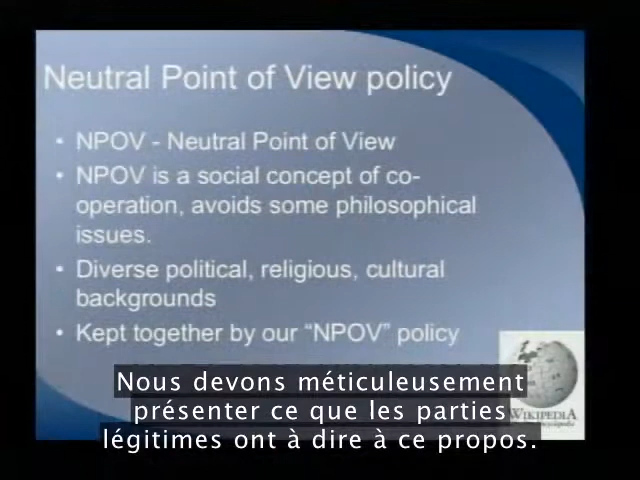 Neutral Point of View policy
• NPOV - Neutral Point of View
• NPOV is a social concept of co-
operation, avoids some philosophical
issues.
• Diverse political, religious, cultural
backgrounds
• Kept together by our “NPOV” policy
WIKIPEDIA
Nous devons méticuleusement
présenter ce que les parties
légitimes ont à dire à ce propos.